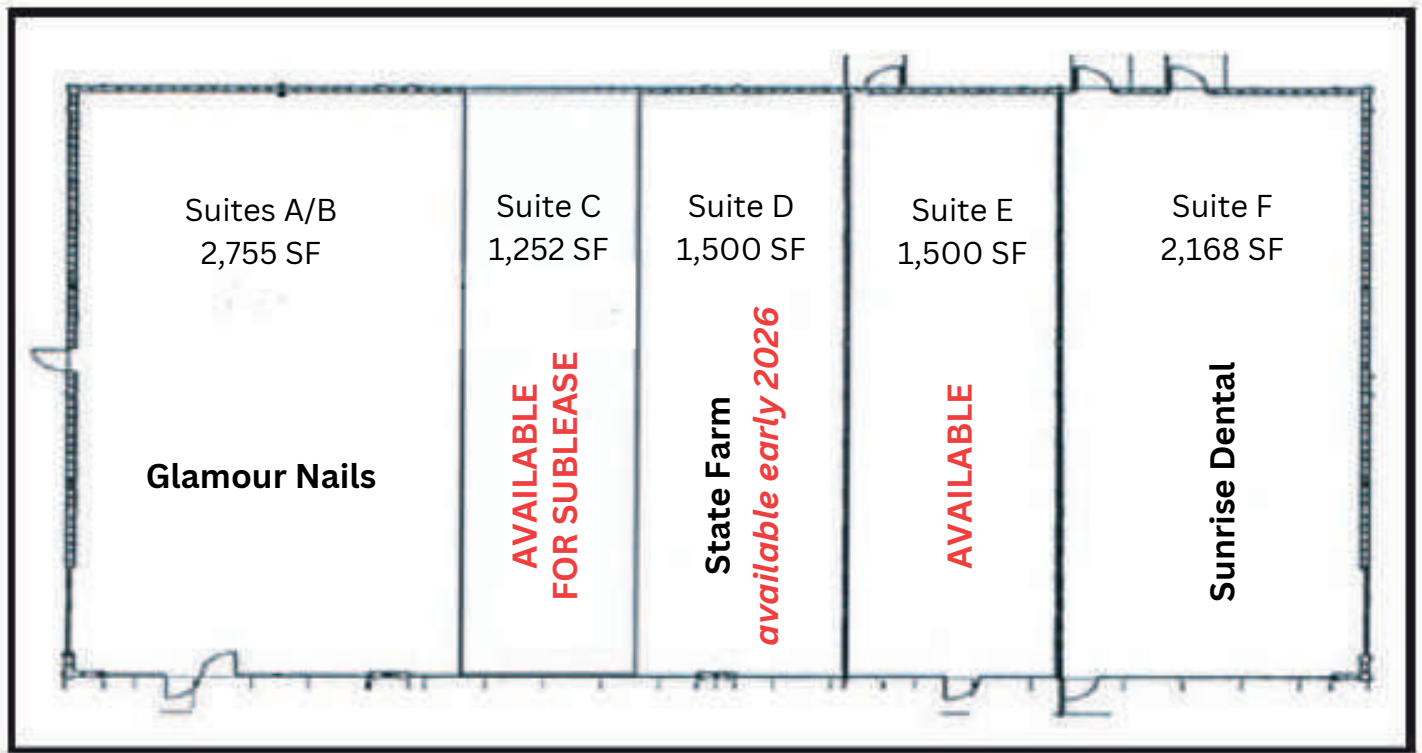 Suites A/B
2,755 SF
Glamour Nails
Suite C
1,252 SF
AVAILABLE
FOR SUBLEASE
Suite D
1,500 SF
State Farm
available early 2026
Suite E
1,500 SF
AVAILABLE
Suite F
2,168 SF
Sunrise Dental